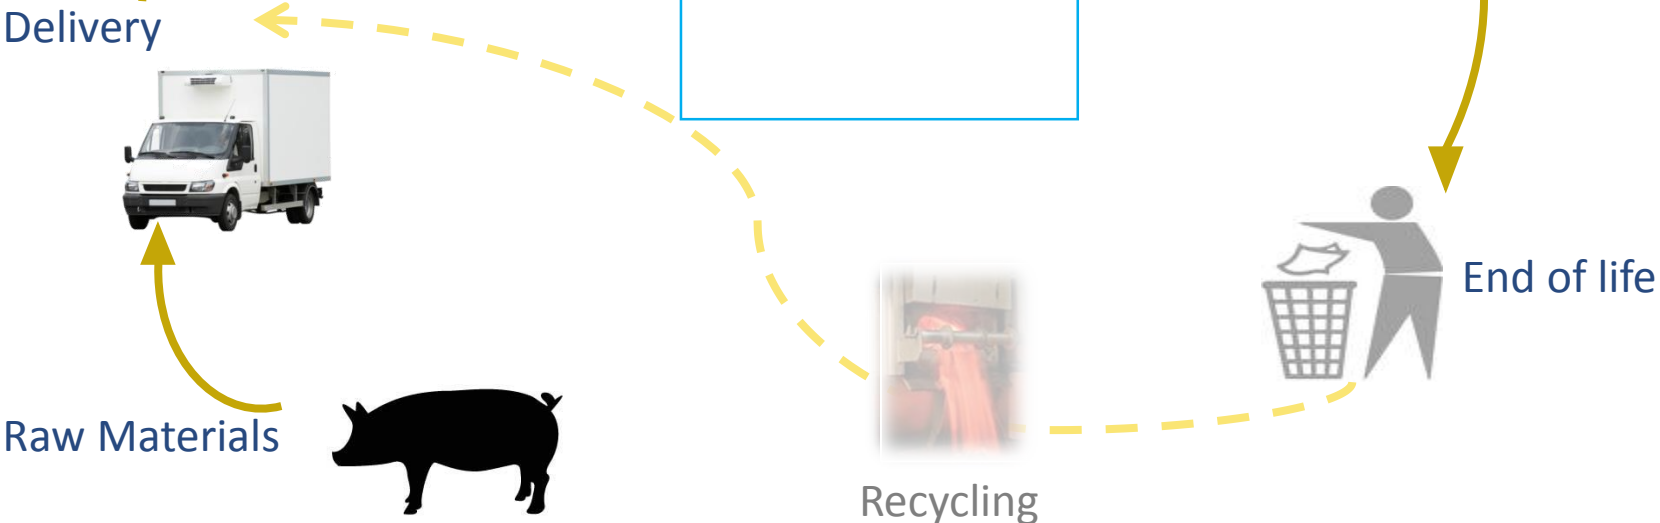 Delivery
End of life
Raw Materials
Recycling